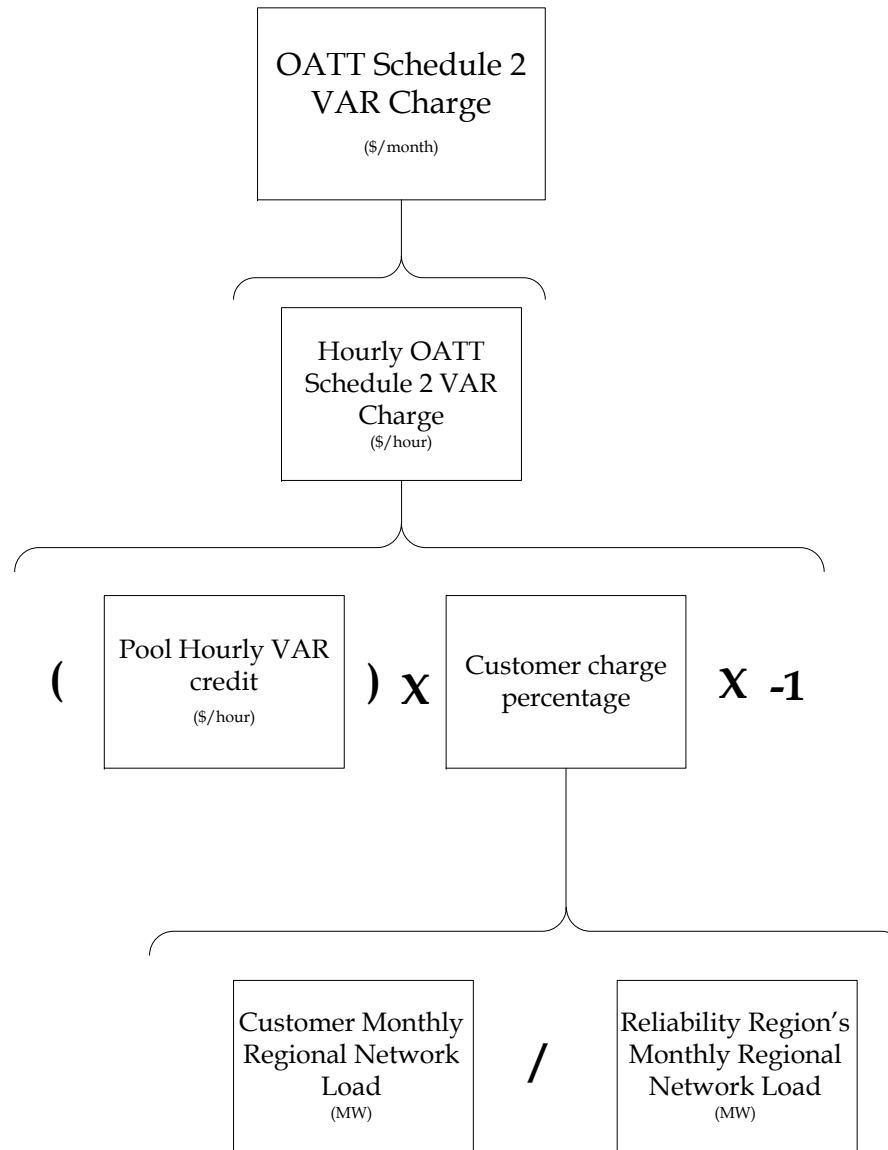 OATT Schedule 2
VAR Charge
($/month)
Hourly OATT
Schedule 2 VAR
Charge
($/hour)
(
Pool Hourly VAR
credit
($/hour)
)
X
Customer charge
percentage
X -1
Customer Monthly
Regional Network
Load
(MW)
/
Reliability Region's
Monthly Regional
Network Load
(MW)